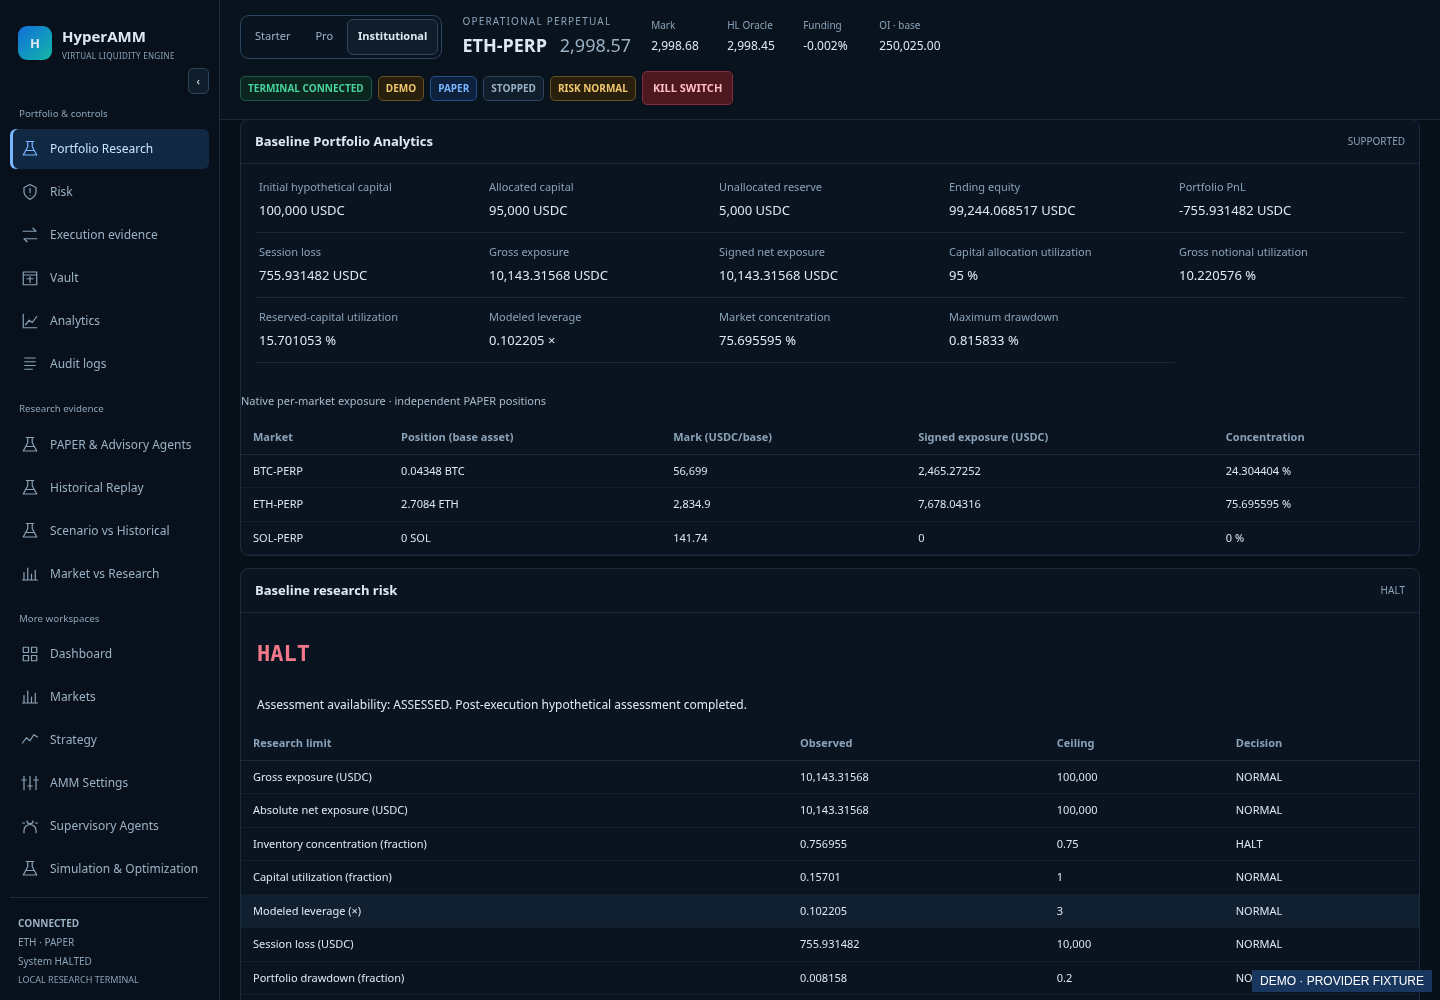 H
HyperAMM
VIRTUAL LIQUIDITY ENGINE
‹
Portfolio & controls
Portfolio Research
Risk
Execution evidence
Vault
Analytics
Audit logs
Research evidence
PAPER & Advisory Agents
Historical Replay
Scenario vs Historical
Market vs Research
More workspaces
Dashboard
Markets
Strategy
AMM Settings
Supervisory Agents
Simulation & Optimization
CONNECTED
ETH · PAPER
System HALTED
LOCAL RESEARCH TERMINAL
Starter Pro Institutional
OPERATIONAL PERPETUAL
ETH-PERP 2,998.57
Mark HL Oracle Funding OI · base
2,998.68 2,998.45 -0.002% 250,025.00
TERMINAL CONNECTED DEMO PAPER STOPPED RISK NORMAL KILL SWITCH
Baseline Portfolio Analytics SUPPORTED
Initial hypothetical capital Allocated capital Unallocated reserve Ending equity Portfolio PnL
100,000 USDC 95,000 USDC 5,000 USDC 99,244.068517 USDC -755.931482 USDC
Session loss Gross exposure Signed net exposure Capital allocation utilization Gross notional utilization
755.931482 USDC 10,143.31568 USDC 10,143.31568 USDC 95 % 10.220576 %
Reserved-capital utilization Modeled leverage Market concentration Maximum drawdown
15.701053 % 0.102205 × 75.695595 % 0.815833 %
Native per-market exposure · independent PAPER positions
Market Position (base asset) Mark (USDC/base) Signed exposure (USDC) Concentration
BTC-PERP 0.04348 BTC 56,699 2,465.27252 24.304404 %
ETH-PERP 2.7084 ETH 2,834.9 7,678.04316 75.695595 %
SOL-PERP 0 SOL 141.74 0 0 %
Baseline research risk HALT
HALT
Assessment availability: ASSESSED. Post-execution hypothetical assessment completed.
Research limit Observed Ceiling Decision
Gross exposure (USDC) 10,143.31568 100,000 NORMAL
Absolute net exposure (USDC) 10,143.31568 100,000 NORMAL
Inventory concentration (fraction) 0.756955 0.75 HALT
Capital utilization (fraction) 0.15701 1 NORMAL
Modeled leverage (×) 0.102205 3 NORMAL
Session loss (USDC) 755.931482 10,000 NORMAL
Portfolio drawdown (fraction) 0.008158 0.2
DEMO · PROVIDER FIXTURE